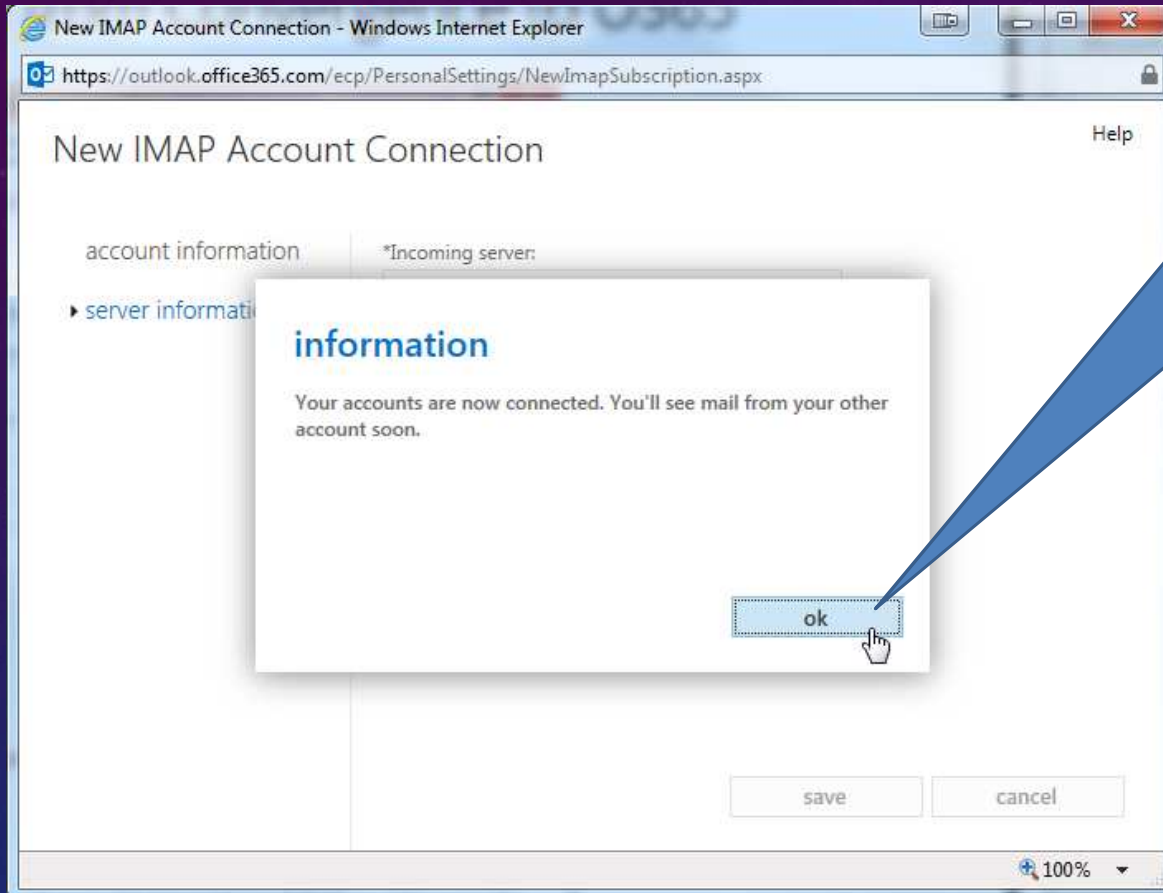 New IMAP Account Connection - Windows Internet Explorer
https://outlook.office365.com/ecp/PersonalSettings/NewImapSubscription.aspx
Help
New IMAP Account Connection
account information
*Incoming server:
server informati
information
Your accounts are now connected. You'll see mail from your other
account soon.
ok
save
cancel
100%